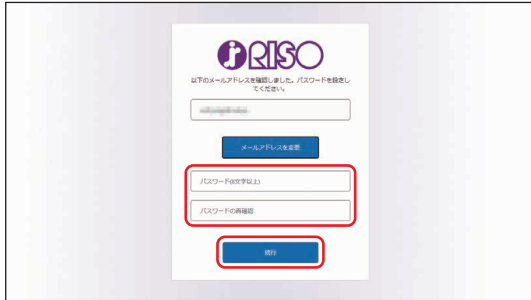 RISO
以下のメールアドレスを確認しました。パスワードを設定し
てください。
メールアドレスを変更
パスワード(8文字以上)
パスワードの再確認
続行